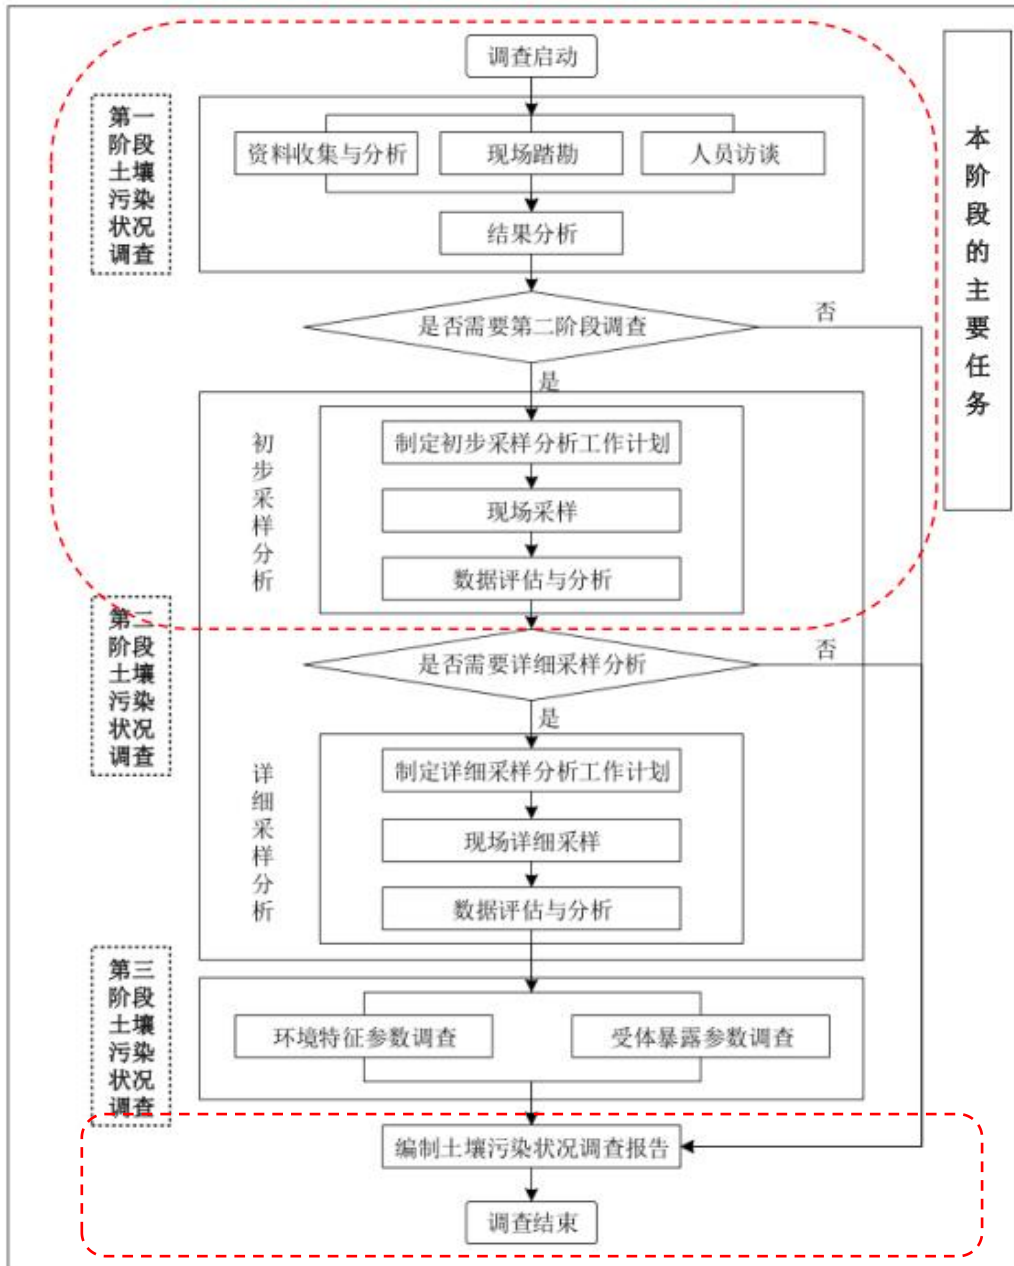 调查启动
第一
阶段
土壤
污染
状况
调查
资料收集与分析
现场踏勘
人员访谈
结果分析
本
阶
段
的
主
要
任
务
是否需要第二阶段调查
否
是
初
步
采
样
分
析
制定初步采样分析工作计划
现场采样
数据评估与分析
第二
阶段
土壤
污染
状况
调查
是否需要详细采样分析
否
是
详
细
采
样
分
析
制定详细采样分析工作计划
现场详细采样
数据评估与分析
第三
阶段
土壤
污染
状况
调查
环境特征参数调查
受体暴露参数调查
编制土壤污染状况调查报告
调查结束